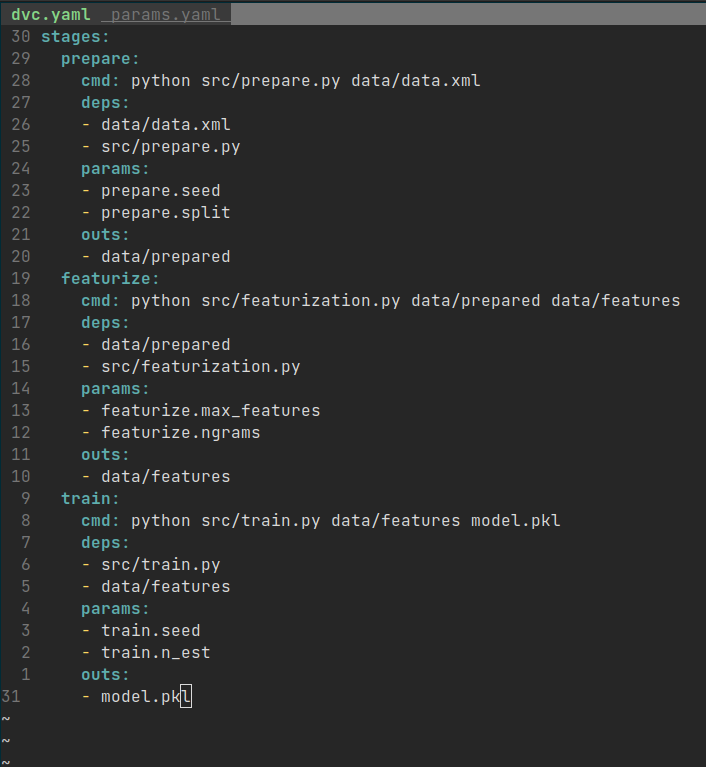 dvc.yaml  params.yaml
30 stages:
29   prepare:
28     cmd: python src/prepare.py data/data.xml
27     deps:
26     - data/data.xml
25     - src/prepare.py
24     params:
23     - prepare.seed
22     - prepare.split
21     outs:
20     - data/prepared
19   featurize:
18     cmd: python src/featurization.py data/prepared data/features
17     deps:
16     - data/prepared
15     - src/featurization.py
14     params:
13     - featurize.max_features
12     - featurize.ngrams
11     outs:
10     - data/features
9   train:
8     cmd: python src/train.py data/features model.pkl
7     deps:
6     - src/train.py
5     - data/features
4     params:
3     - train.seed
2     - train.n_est
1     outs:
31     - model.pkl
~
~
~